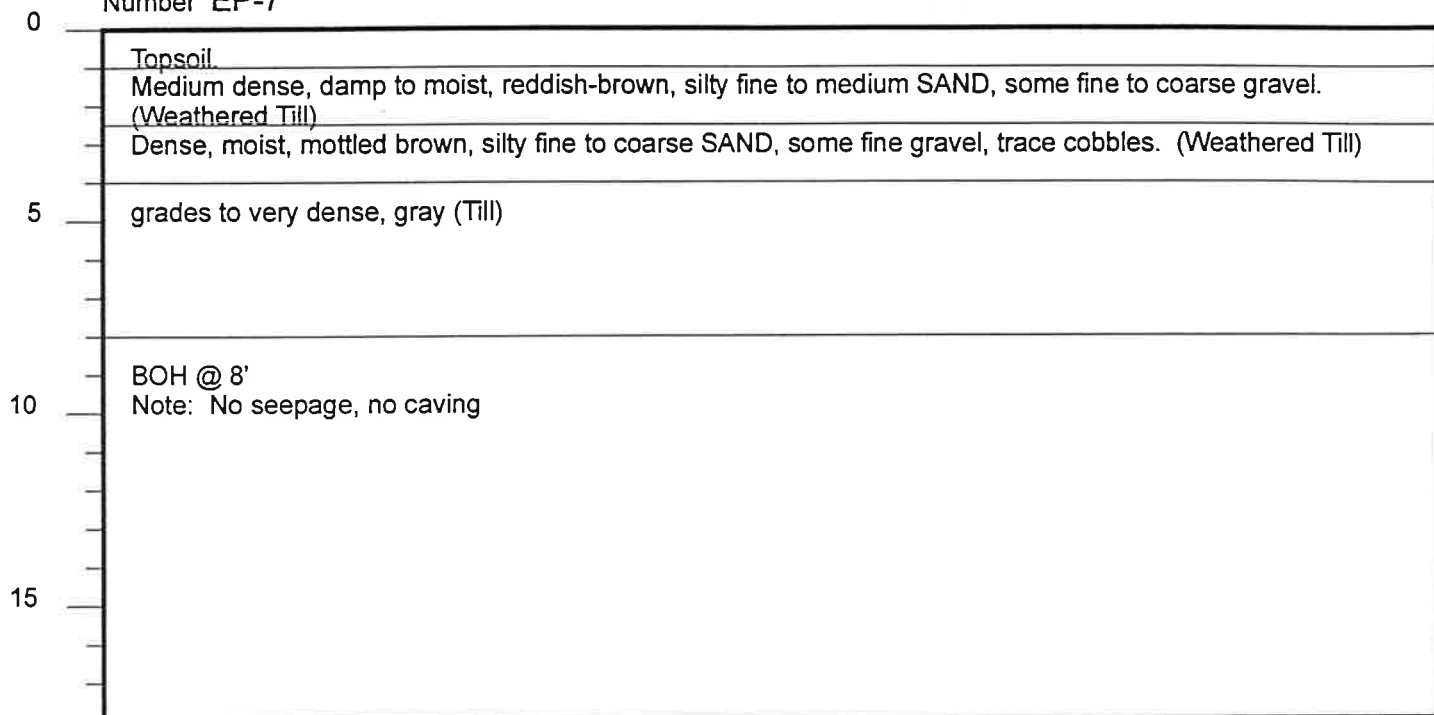 Number EP-7
0
Topsoil.
Medium dense, damp to moist, reddish-brown, silty fine to medium SAND, some fine to coarse gravel.
(Weathered Till)
Dense, moist, mottled brown, silty fine to coarse SAND, some fine gravel, trace cobbles. (Weathered Till)
5
grades to very dense, gray (Till)
BOH @ 8'
10
Note: No seepage, no caving
15